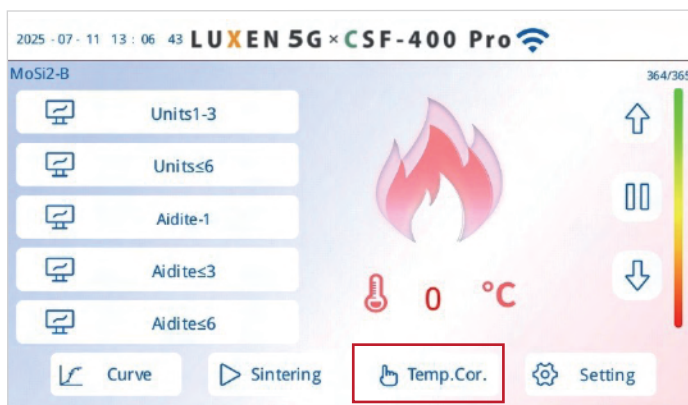 2025 - 07 - 11 13 : 06 43 LUXEN 5G × CSF-400 Pro
MoSi2-B
364/365
Units1-3
Units≤6
Aidite-1
Aidite≤3
Aidite≤6
0 °C
Curve
Sintering
Temp.Cor.
Setting